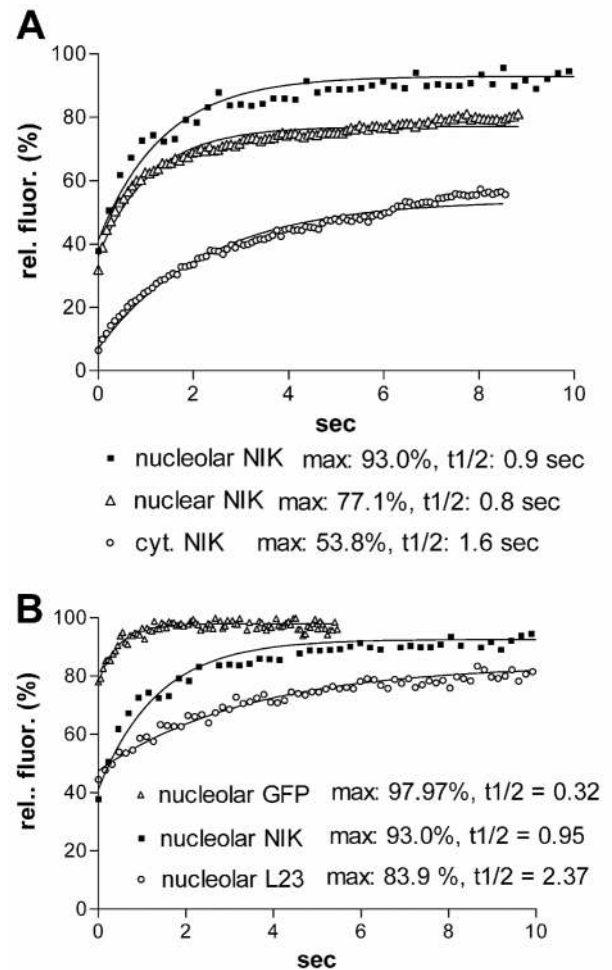 A
100
80
60
40
20
0
rel. fluor. (%)
0 2 4 6 8 10
sec
nucleolar NIK max: 93.0%, t1/2: 0.9 sec
nuclear NIK max: 77.1%, t1/2: 0.8 sec
cyt. NIK max: 53.8%, t1/2: 1.6 sec
B
100
80
60
40
20
0
rel.. fluor. (%)
nucleolar GFP max: 97.97%, t1/2 = 0.32
nucleolar NIK max: 93.0%, t1/2 = 0.95
nucleolar L23 max: 83.9 %, t1/2 = 2.37
0 2 4 6 8 10
sec